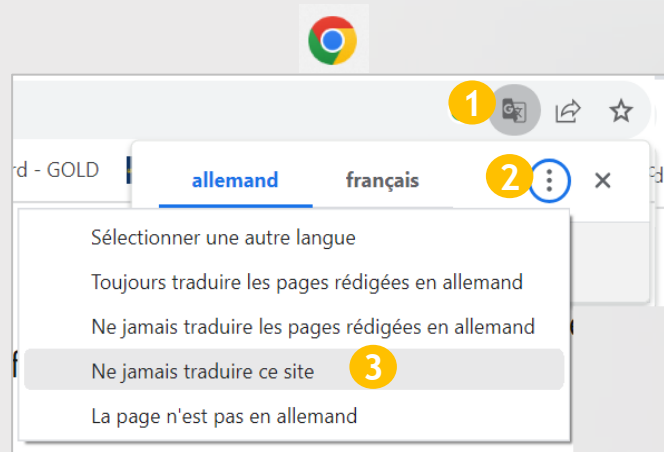 1
rd - GOLD
allemand
français
2
Sélectionner une autre langue
Toujours traduire les pages rédigées en allemand
Ne jamais traduire les pages rédigées en allemand
Ne jamais traduire ce site
3
La page n'est pas en allemand